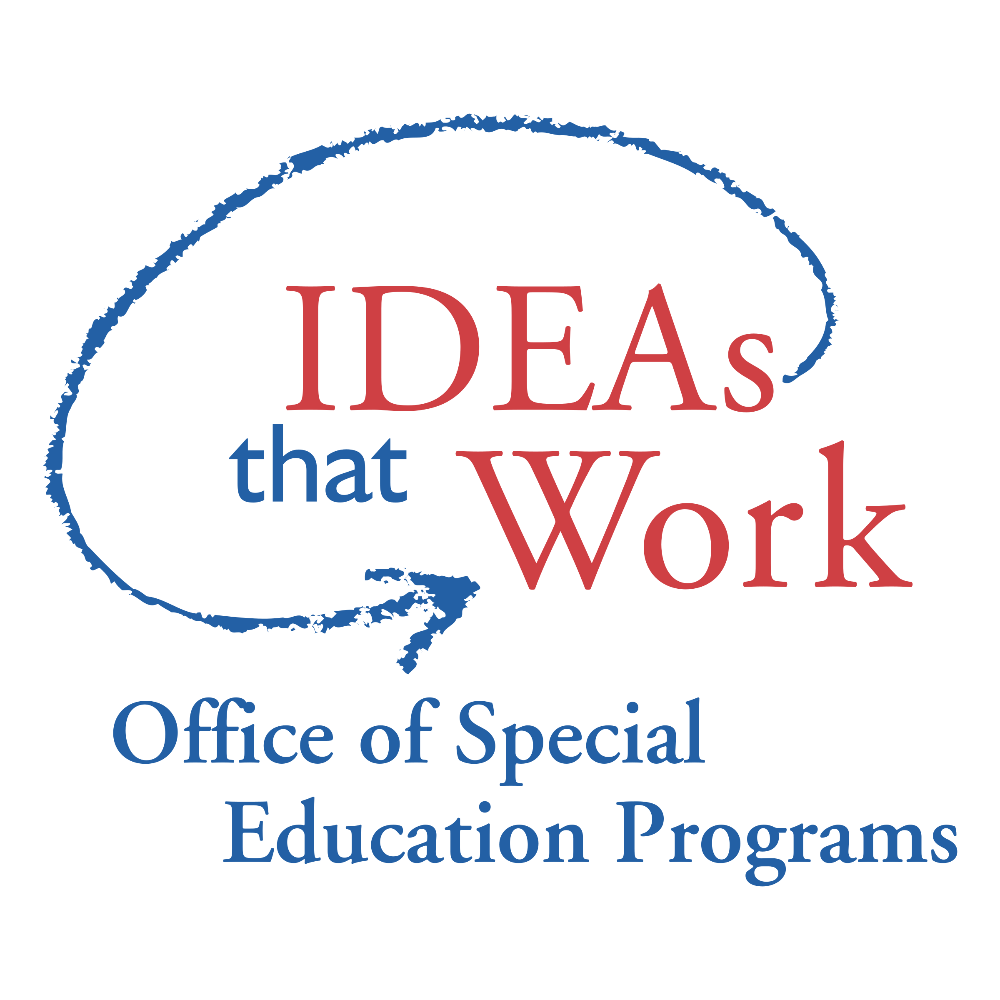 IDEAs
that
Work
Office of Special
Education Programs